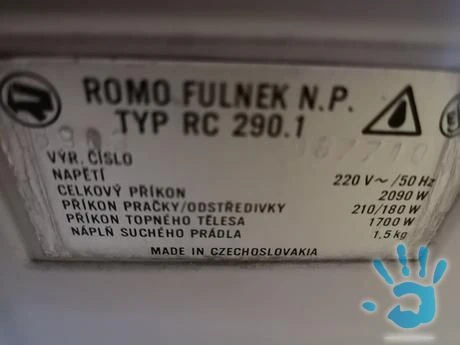 ROMO FULNEK N.P.
TYP RC 290.1
VÝR. ČÍSLO
NAPĚTÍ 220 V~/50 Hz
CELKOVÝ PŘÍKON 2090 W
PŘÍKON PRAČKY/ODSTŘEDIVKY 210/180 W
PŘÍKON TOPNÉHO TĚLESA 1700 W
NÁPLŇ SUCHÉHO PRÁDLA 1,5 kg
MADE IN CZECHOSLOVAKIA